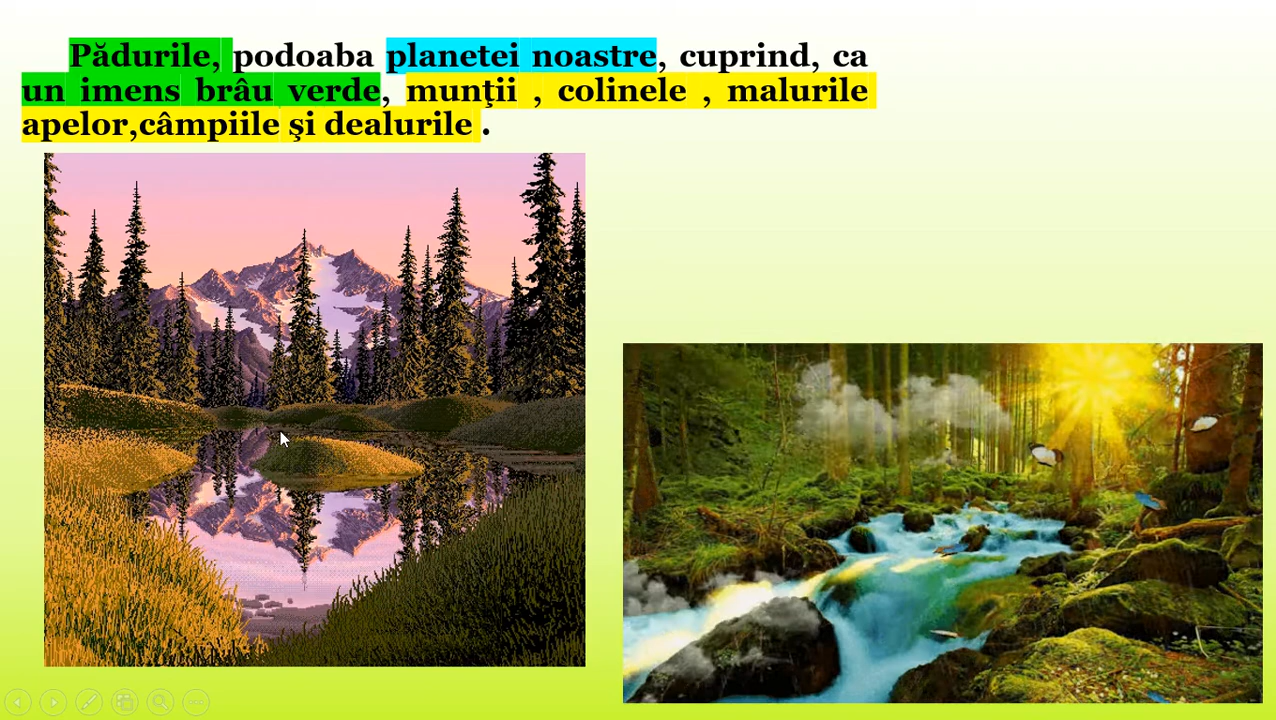 Pădurile, podoaba planetei noastre, cuprind, ca
un imens brâu verde, munţii , colinele , malurile
apelor,câmpiile şi dealurile .